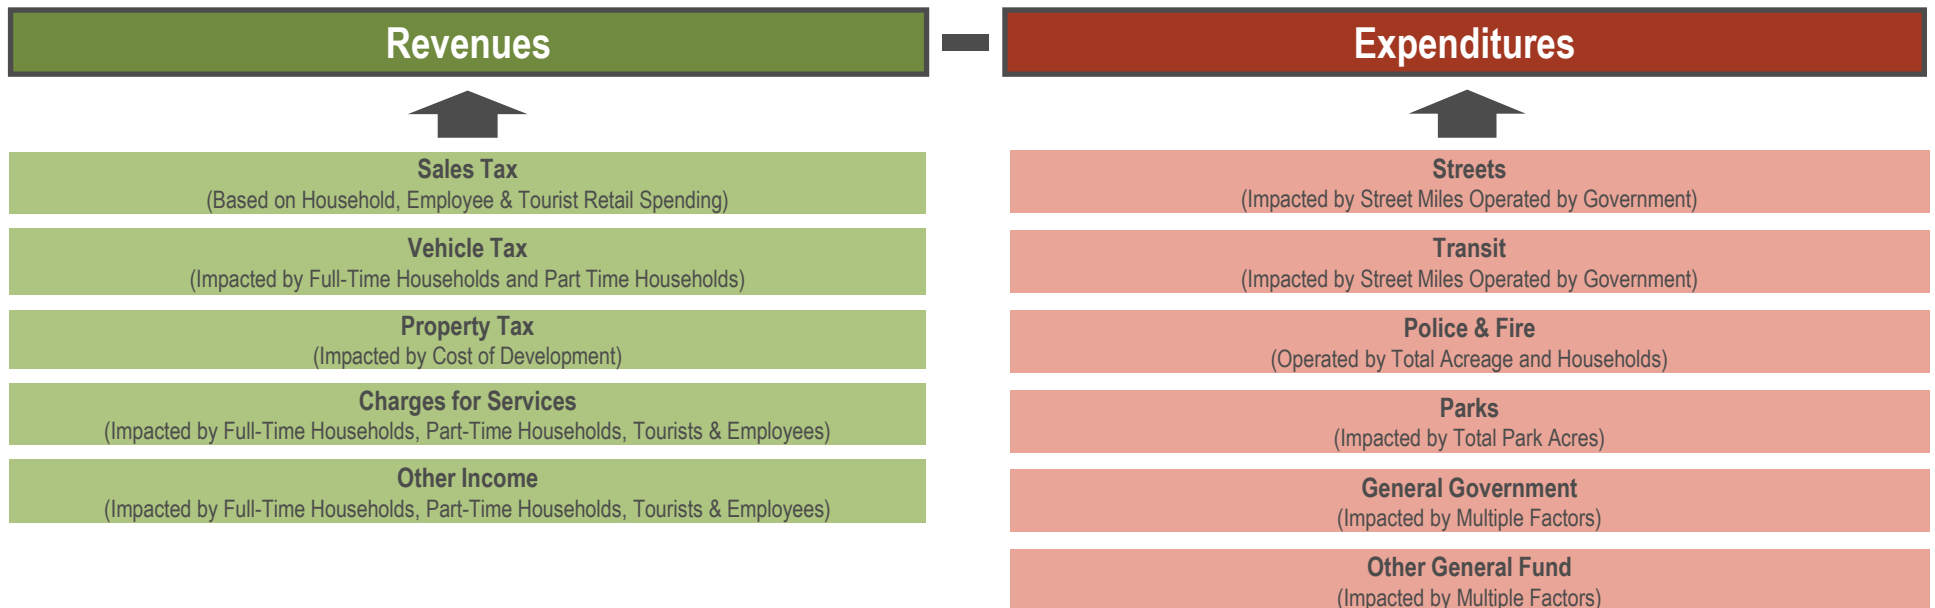 Revenues
Sales Tax
(Based on Household, Employee & Tourist Retail Spending)
Vehicle Tax
(Impacted by Full-Time Households and Part Time Households)
Property Tax
(Impacted by Cost of Development)
Charges for Services
(Impacted by Full-Time Households, Part-Time Households, Tourists & Employees)
Other Income
(Impacted by Full-Time Households, Part-Time Households, Tourists & Employees)
Expenditures
Streets
(Impacted by Street Miles Operated by Government)
Transit
(Impacted by Street Miles Operated by Government)
Police & Fire
(Operated by Total Acreage and Households)
Parks
(Impacted by Total Park Acres)
General Government
(Impacted by Multiple Factors)
Other General Fund
(Impacted by Multiple Factors)